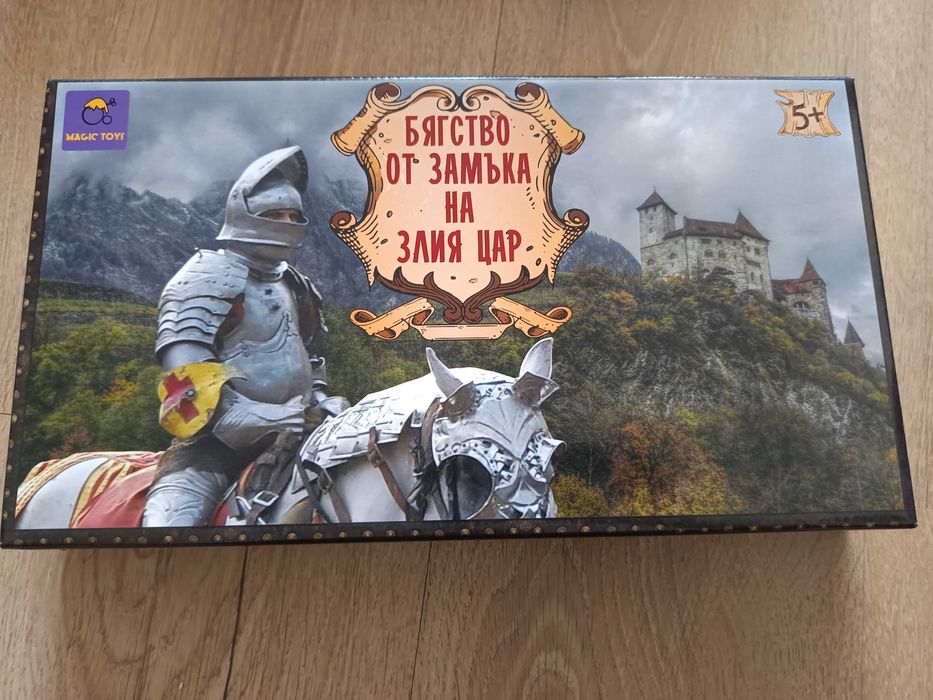 MAGIC TOYS
БЯГСТВО
ОТ ЗАМЪКА
НА
ЗЛИЯ ЦАР
5+